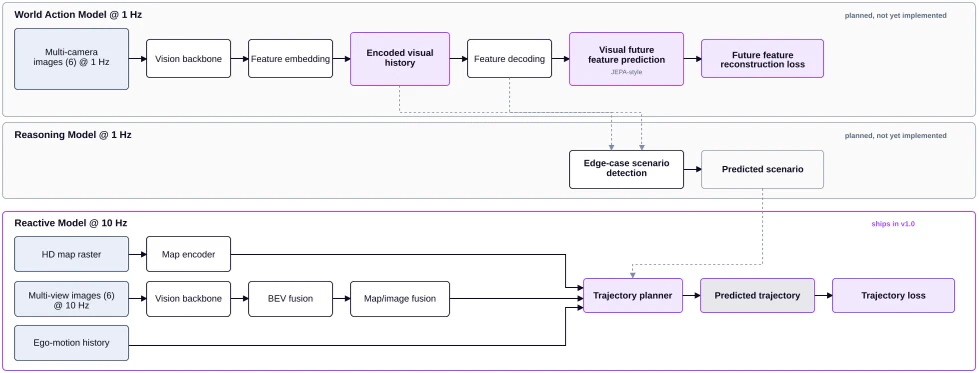 World Action Model @ 1 Hz
planned, not yet implemented
Multi-camera
images (6) @ 1 Hz
Vision backbone
Feature embedding
Encoded visual
history
Feature decoding
Visual future
feature prediction
JEPA-style
Future feature
reconstruction loss
Reasoning Model @ 1 Hz
planned, not yet implemented
Edge-case scenario
detection
Predicted scenario
Reactive Model @ 10 Hz
ships in v1.0
HD map raster
Map encoder
Multi-view images (6)
@ 10 Hz
Vision backbone
BEV fusion
Map/image fusion
Trajectory planner
Predicted trajectory
Trajectory loss
Ego-motion history